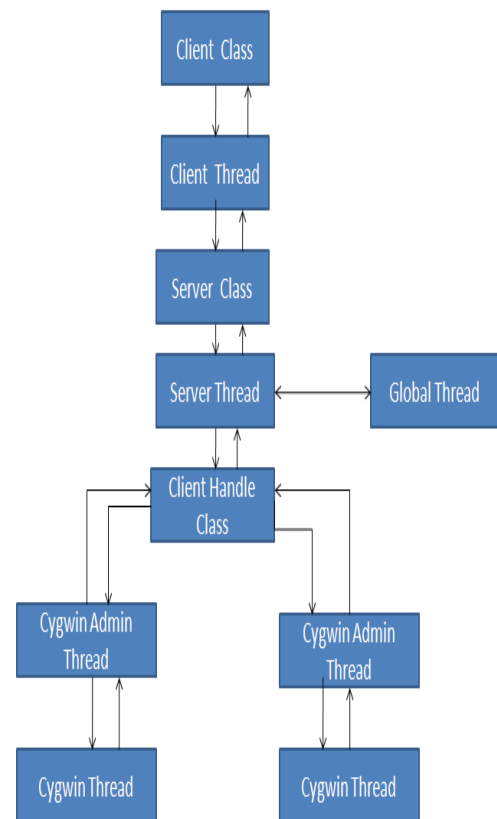 Client Class
Client Thread
Server Class
Server Thread
Global Thread
Client Handle
Class
Cygwin Admin
Thread
Cygwin Admin
Thread
Cygwin Thread
Cygwin Thread